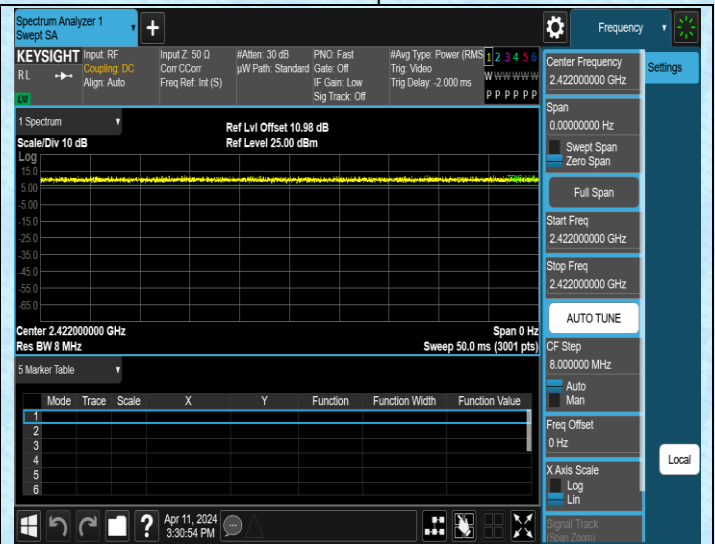 Spectrum Analyzer 1
Swept SA
Frequency
KEYSIGHT
RL
LXI
Input: RF
Coupling: DC
Align: Auto
Input Z: 50 Ω
Corr CCorr
Freq Ref: Int (S)
#Atten: 30 dB
µW Path: Standard
PNO: Fast
Gate: Off
IF Gain: Low
Sig Track: Off
#Avg Type: Power (RMS
Trig: Video
Trig Delay: -2.000 ms
1 2 3 4 5 6
W W W W W W
P P P P P P
Center Frequency
2.422000000 GHz
Settings
Span
0.00000000 Hz
Swept Span
Zero Span
Full Span
Start Freq
2.422000000 GHz
Stop Freq
2.422000000 GHz
AUTO TUNE
CF Step
8.000000 MHz
Auto
Man
Freq Offset
0 Hz
X Axis Scale
Log
Lin
Signal Track
(Span Zoom)
Local
1 Spectrum
Scale/Div 10 dB
Ref Lvl Offset 10.98 dB
Ref Level 25.00 dBm
Log
15.0
5.00
-5.00
-15.0
-25.0
-35.0
-45.0
-55.0
-65.0
Center 2.422000000 GHz
Res BW 8 MHz
Span 0 Hz
Sweep 50.0 ms (3001 pts)
5 Marker Table
Mode Trace Scale X Y Function Function Width Function Value
1
2
3
4
5
6
?
Apr 11, 2024
3:30:54 PM